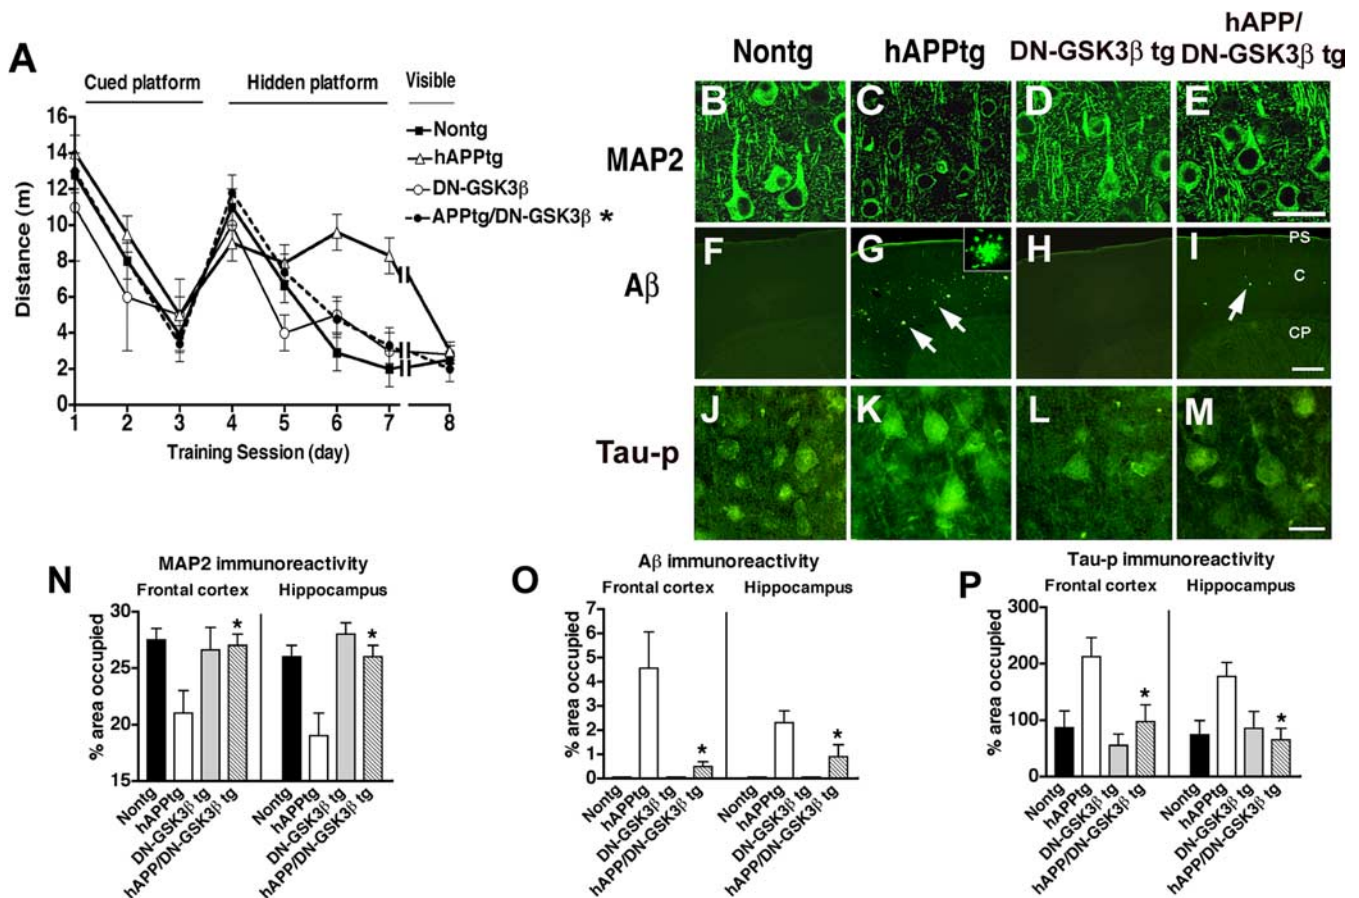 A
Cued platform
Hidden platform
Visible
Nontg
hAPPtg
DN-GSK3β
APPtg/DN-GSK3β *
Distance (m)
16
14
12
10
8
6
4
2
0
1 2 3 4 5 6 7 8
Training Session (day)
Nontg hAPPtg DN-GSK3β tg hAPP/
DN-GSK3β tg
MAP2
B C D E
Aβ
F G H I
PS
C
CP
Tau-p
J K L M
N
MAP2 immunoreactivity
Frontal cortex Hippocampus
% area occupied
30
25
20
15
* *
Nontg hAPPtg DN-GSK3β tg hAPP/DN-GSK3β tg Nontg hAPPtg DN-GSK3β tg hAPP/DN-GSK3β tg
O
Aβ immunoreactivity
Frontal cortex Hippocampus
% area occupied
7
6
5
4
3
2
1
0
* *
Nontg hAPPtg DN-GSK3β tg hAPP/DN-GSK3β tg Nontg hAPPtg DN-GSK3β tg hAPP/DN-GSK3β tg
P
Tau-p immunoreactivity
Frontal cortex Hippocampus
% area occupied
300
200
100
0
* *
Nontg hAPPtg DN-GSK3β tg hAPP/DN-GSK3β tg Nontg hAPPtg DN-GSK3β tg hAPP/DN-GSK3β tg